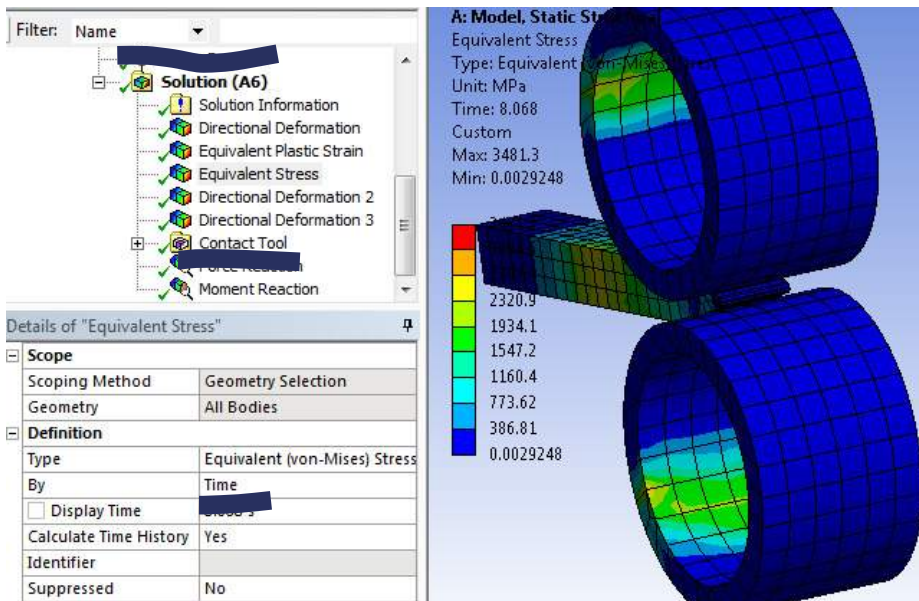 Filter: Name
Solution (A6)
Solution Information
Directional Deformation
Equivalent Plastic Strain
Equivalent Stress
Directional Deformation 2
Directional Deformation 3
Contact Tool
Moment Reaction
Details of "Equivalent Stress"
Scope
Scoping Method Geometry Selection
Geometry All Bodies
Definition
Type Equivalent (von-Mises) Stress
By Time
Display Time
Calculate Time History Yes
Identifier
Suppressed No
A: Model, Static
Equivalent Stress
Type: Equivalent
Unit: MPa
Time: 8.068
Custom
Max: 3481.3
Min: 0.0029248
2320.9
1934.1
1547.2
1160.4
773.62
386.81
0.0029248